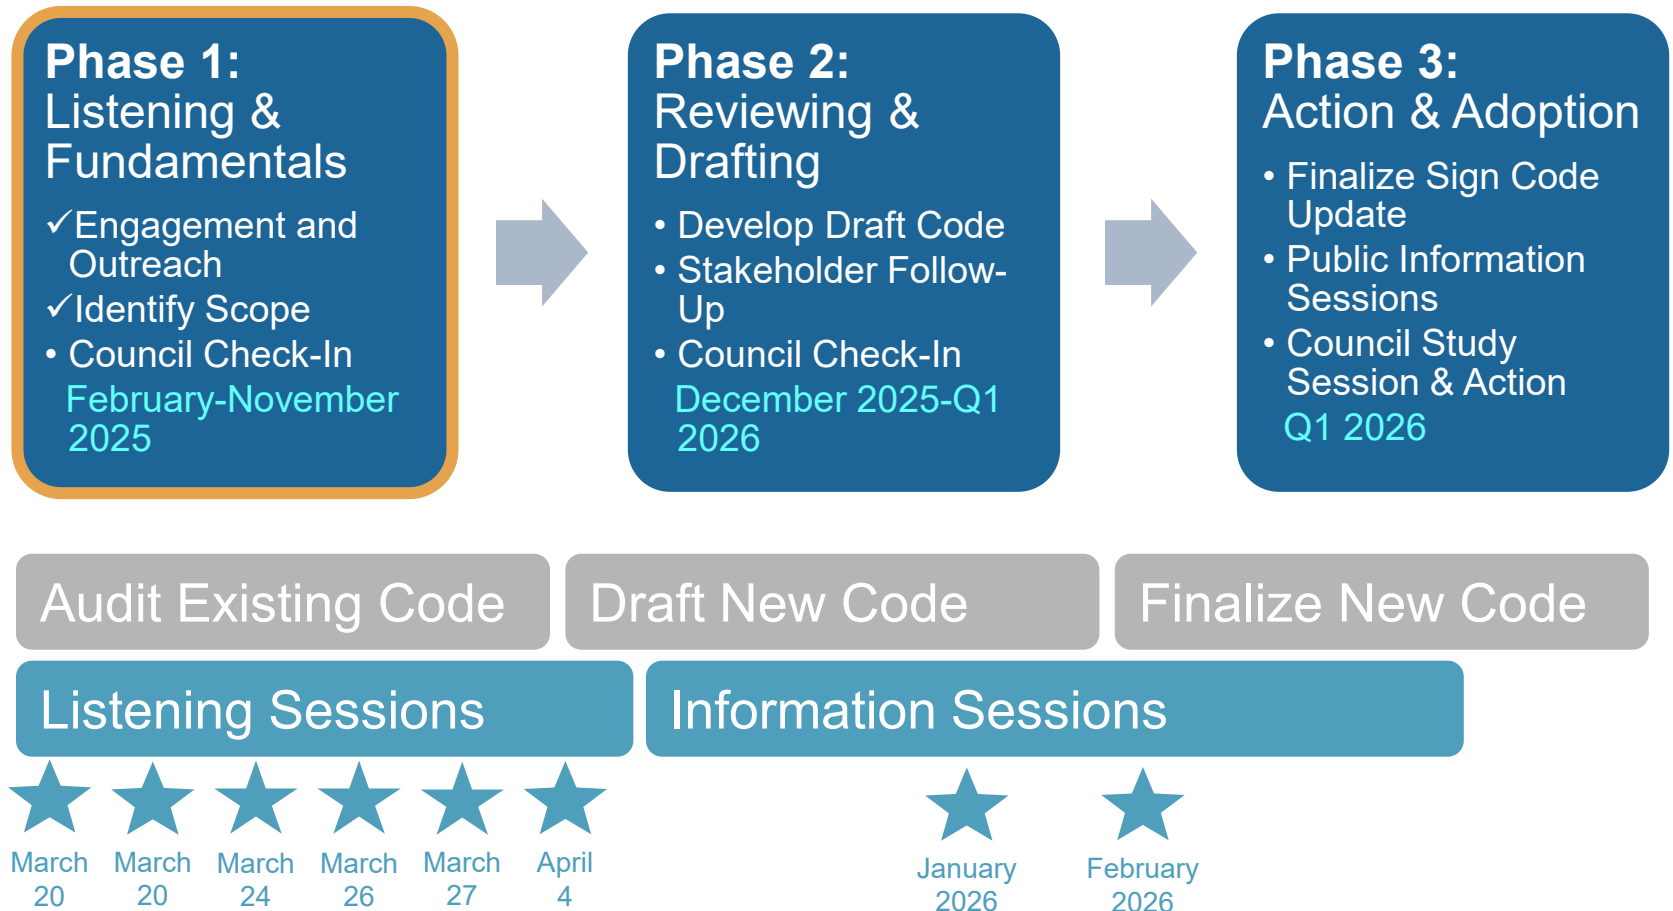 Phase 1:
Listening &
Fundamentals
✓Engagement and
Outreach
✓Identify Scope
• Council Check-In
February-November
2025
Phase 2:
Reviewing &
Drafting
• Develop Draft Code
• Stakeholder Follow-
Up
• Council Check-In
December 2025-Q1
2026
Phase 3:
Action & Adoption
• Finalize Sign Code
Update
• Public Information
Sessions
• Council Study
Session & Action
Q1 2026
Audit Existing Code
Draft New Code
Finalize New Code
Listening Sessions
Information Sessions
March
20
March
20
March
24
March
26
March
27
April
4
January
2026
February
2026